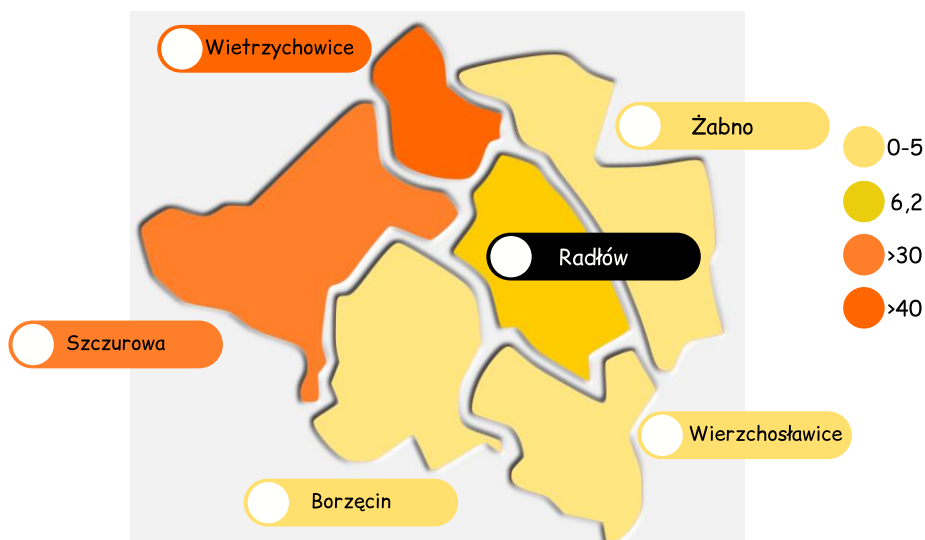 Wietrzychowice
Żabno
0-5
6,2
Radłów
>30
>40
Szczurowa
Wierzchosławice
Borzęcin